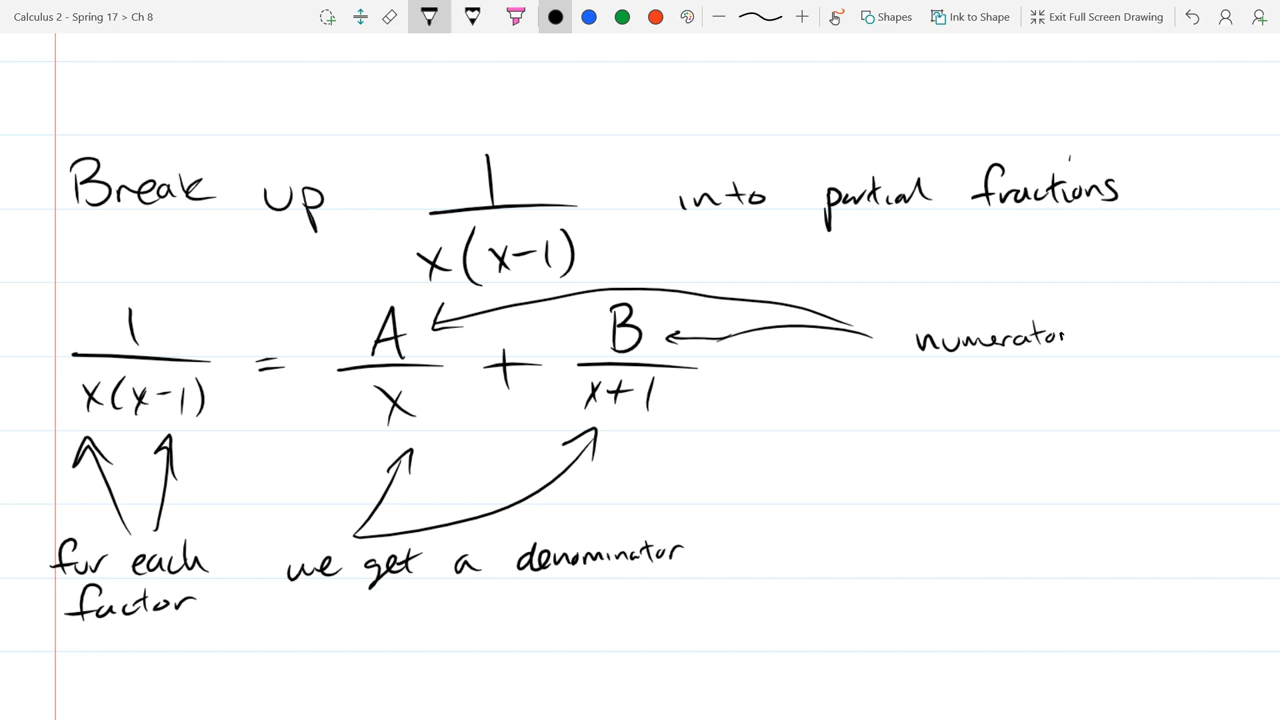 Calculus 2 - Spring 17 > Ch 8
Shapes
Ink to Shape
Exit Full Screen Drawing
Break up 1/(x(x-1)) into partial fractions
1/(x(x-1)) = A/x + B/(x+1)
numerator
for each
factor
we get a denominator